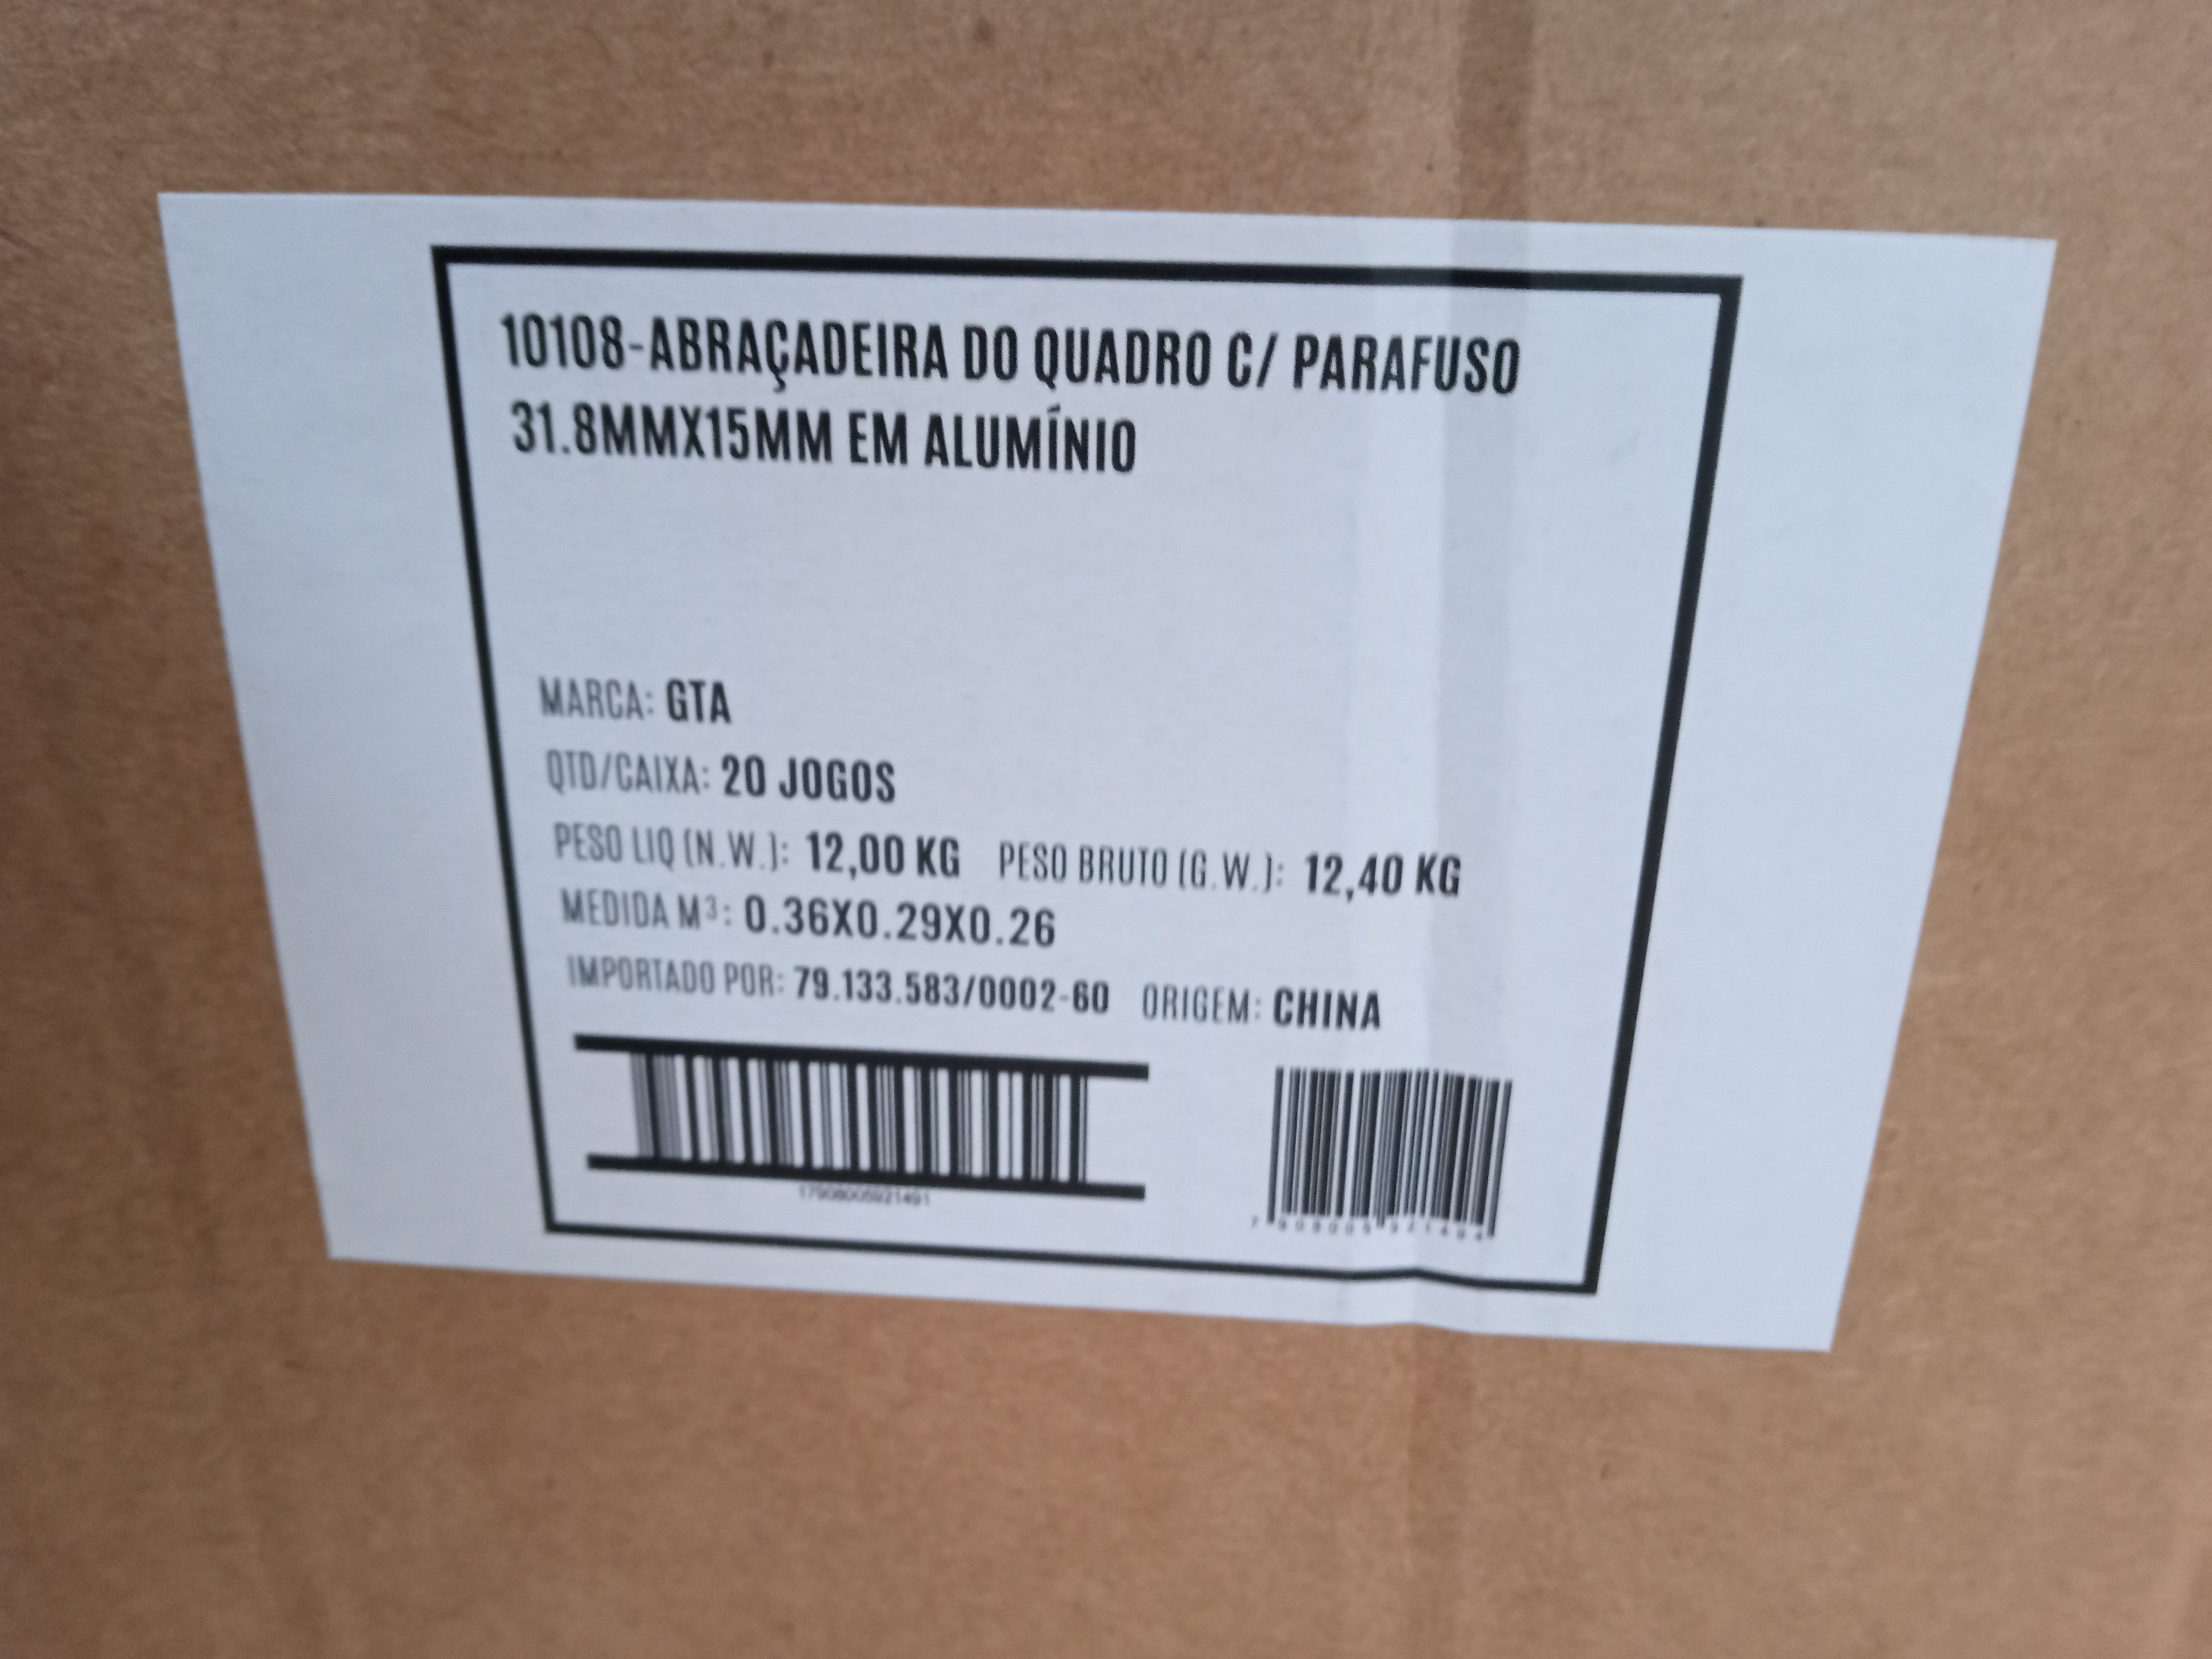 10108-ABRAÇADEIRA DO QUADRO C/ PARAFUSO
31.8MMX15MM EM ALUMÍNIO
MARCA: GTA
QTD/CAIXA: 20 JOGOS
PESO LIQ (N.W.): 12,00 KG PESO BRUTO (G.W.): 12,40 KG
MEDIDA M³: 0.36X0.29X0.26
IMPORTADO POR: 79.133.583/0002-60 ORIGEM: CHINA
17908005921491